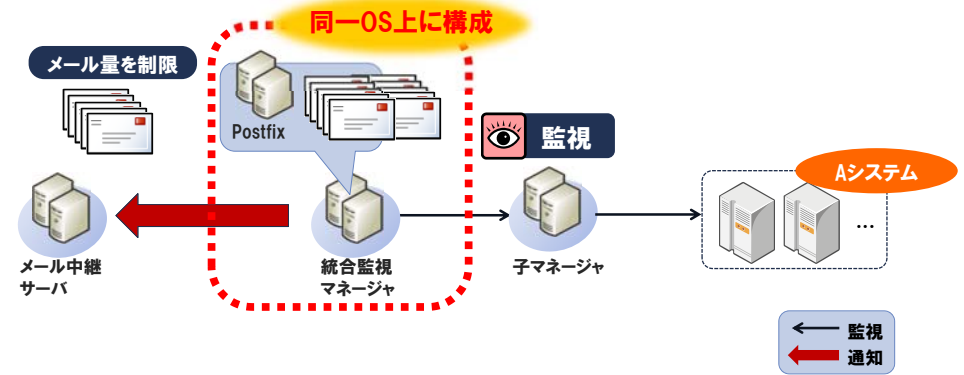 同一OS上に構成
メール量を制限
Postfix
監視
Aシステム
…
メール中継
サーバ
統合監視
マネージャ
子マネージャ
監視
通知